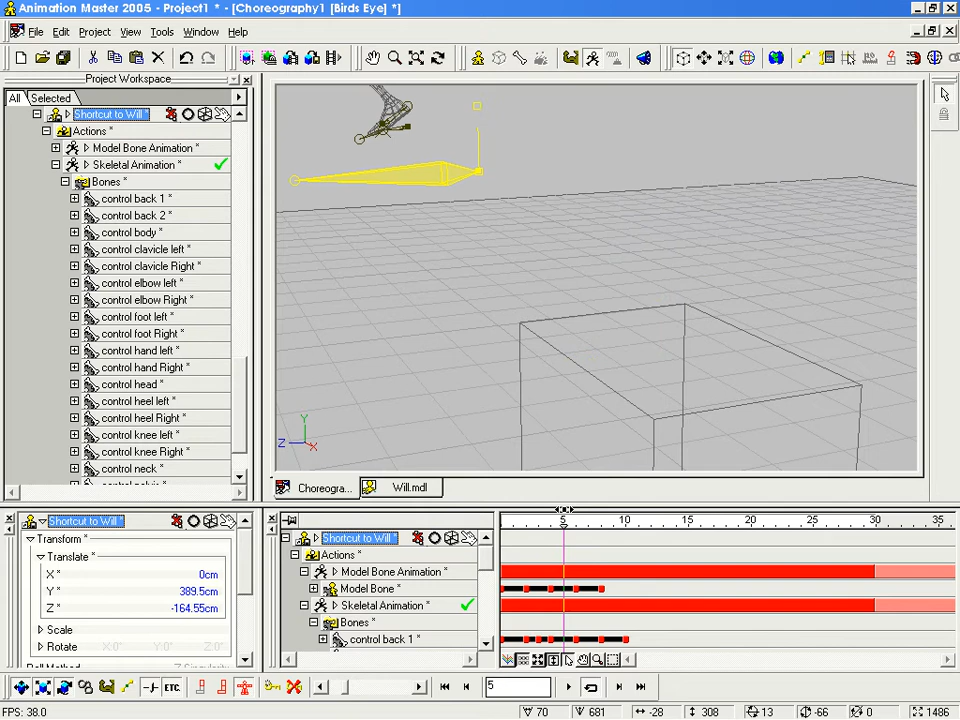 Animation Master 2005 - Project1 * - [Choreography1 [Birds Eye] *]
File Edit Project View Tools Window Help
Project Workspace
All Selected
Shortcut to Will *
Actions *
Model Bone Animation *
Skeletal Animation *
Bones *
control back 1 *
control back 2 *
control body *
control clavicle left *
control clavicle Right *
control elbow left *
control elbow Right *
control foot left *
control foot Right *
control hand left *
control hand Right *
control head *
control heel left *
control heel Right *
control knee left *
control knee Right *
control neck *
Y
Z
X
Choreogra... Will.mdl
Shortcut to Will *
Transform *
Translate *
X * 0cm
Y * 389.5cm
Z * -164.55cm
Scale
Rotate X:0° Y:0° Z:0°
Roll Method Z-Singularity
Shortcut to Will *
Actions *
Model Bone Animation *
Model Bone *
Skeletal Animation *
Bones *
control back 1 *
5 10 15 20 25 30 35
ETC.
5
FPS: 38.0
70 681 -28 308 13 -66 0 1486